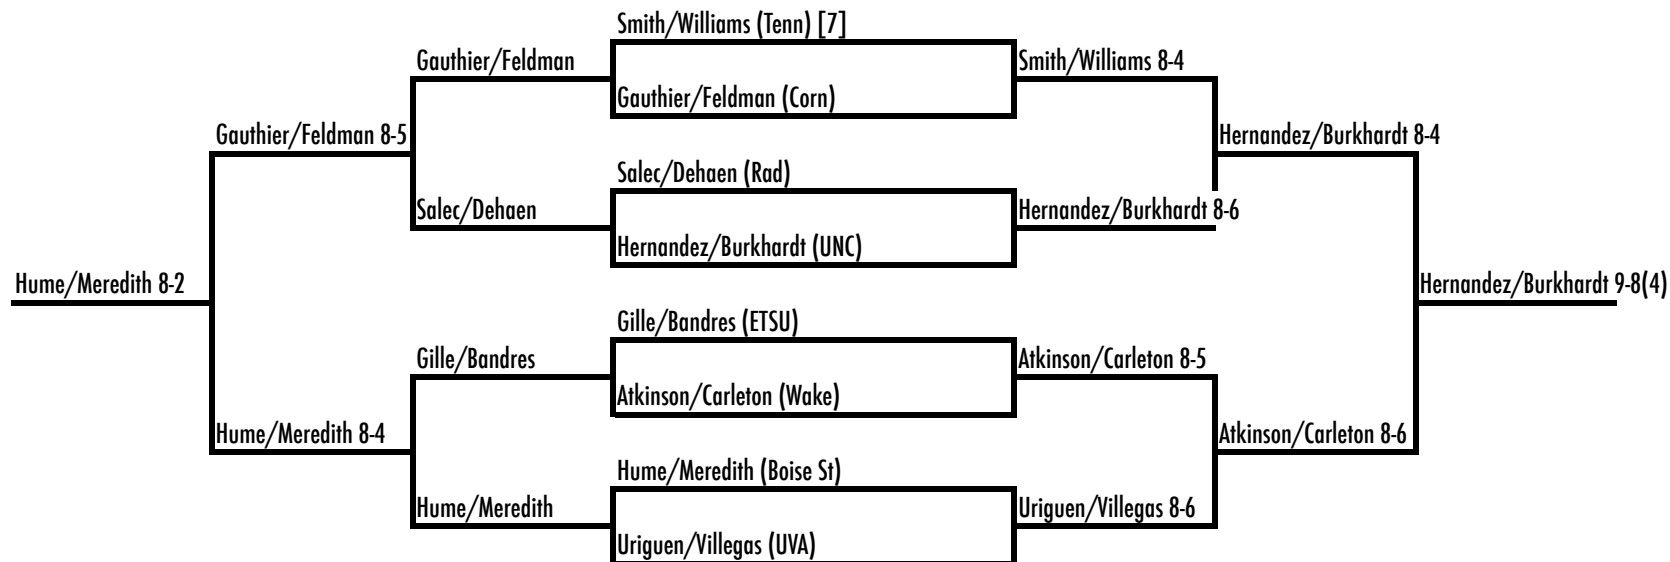 Smith/Williams (Tenn) [7]
Gauthier/Feldman
Smith/Williams 8-4
Gauthier/Feldman (Corn)
Gauthier/Feldman 8-5
Hernandez/Burkhardt 8-4
Salec/Dehaen (Rad)
Salec/Dehaen
Hernandez/Burkhardt 8-6
Hernandez/Burkhardt (UNC)
Hume/Meredith 8-2
Hernandez/Burkhardt 9-8(4)
Gille/Bandres (ETSU)
Gille/Bandres
Atkinson/Carleton 8-5
Atkinson/Carleton (Wake)
Hume/Meredith 8-4
Atkinson/Carleton 8-6
Hume/Meredith (Boise St)
Hume/Meredith
Uriguen/Villegas 8-6
Uriguen/Villegas (UVA)